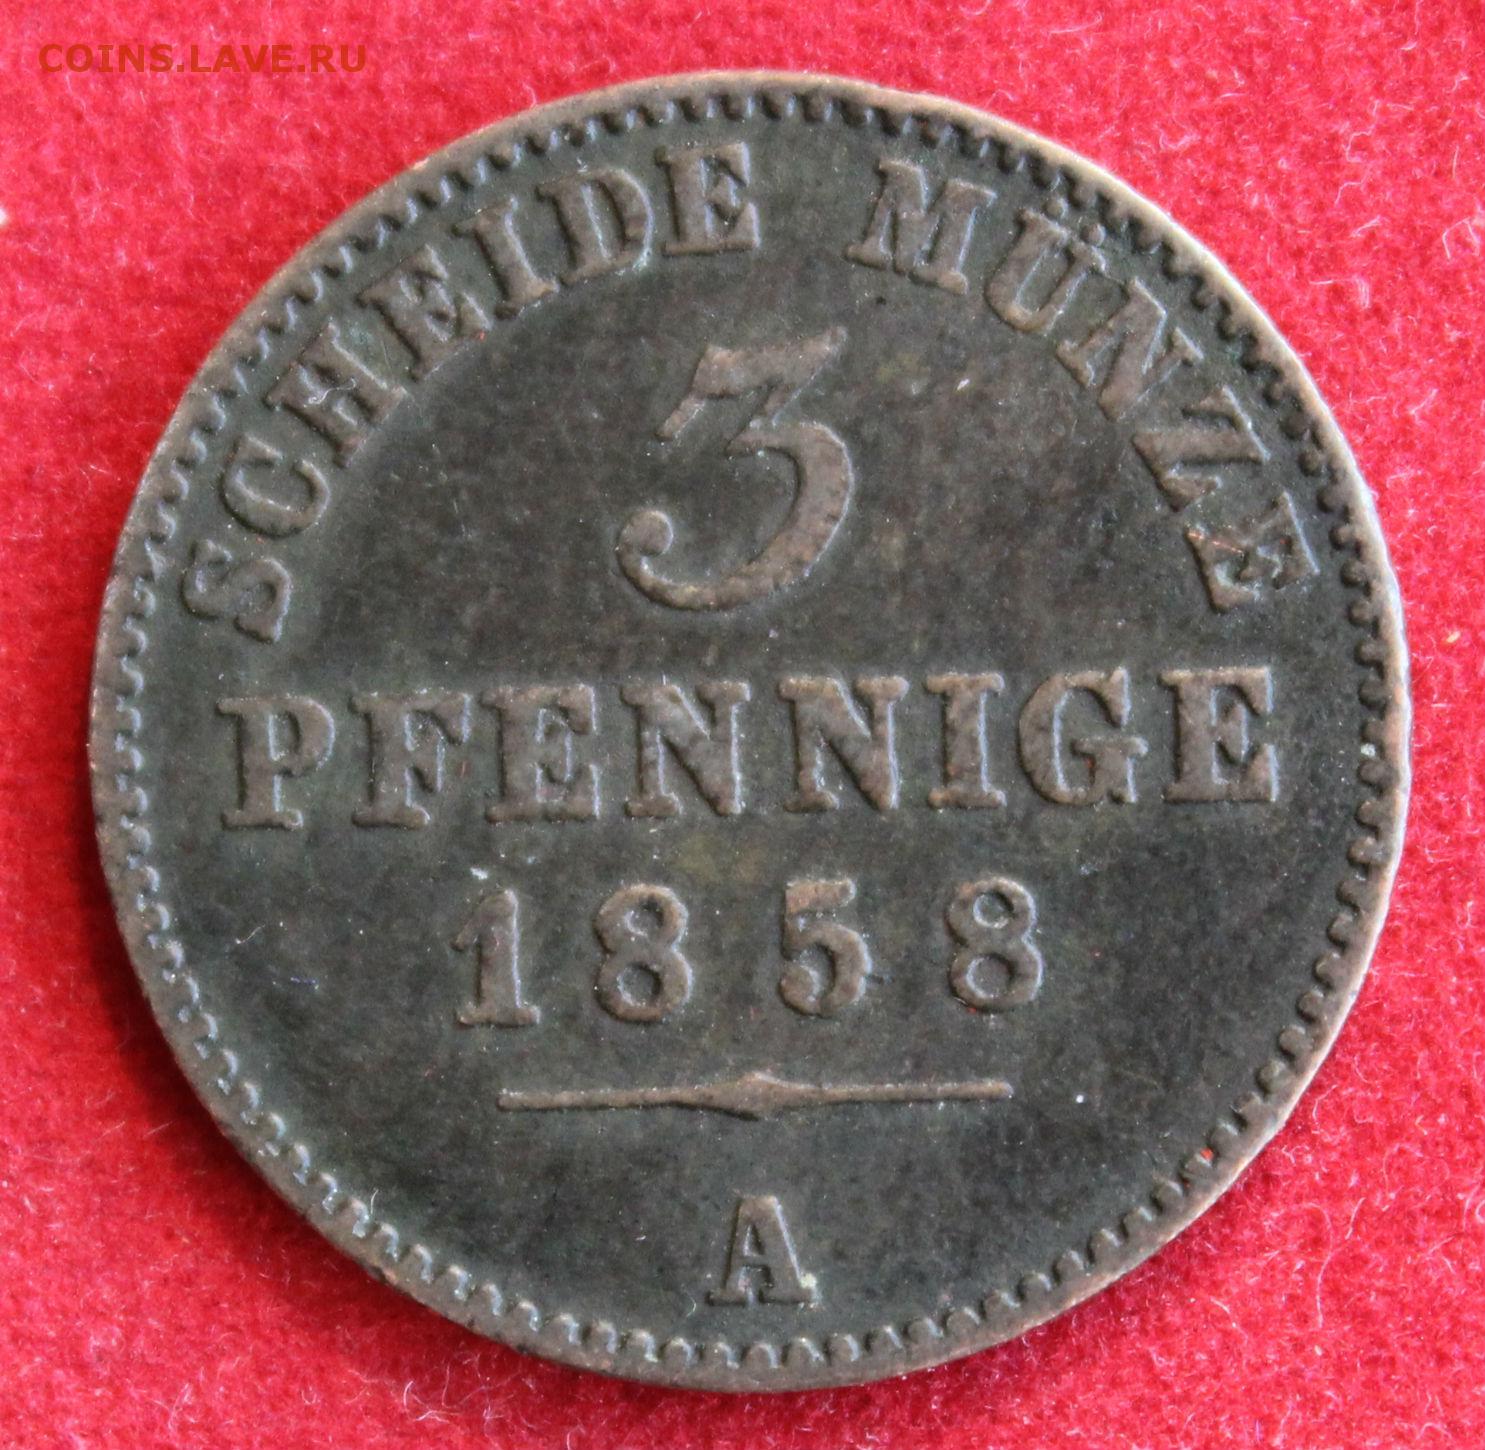 COINS.LAVE.RU
SCHEIDE MÜNZE
3
PFENNIGE
1858
A